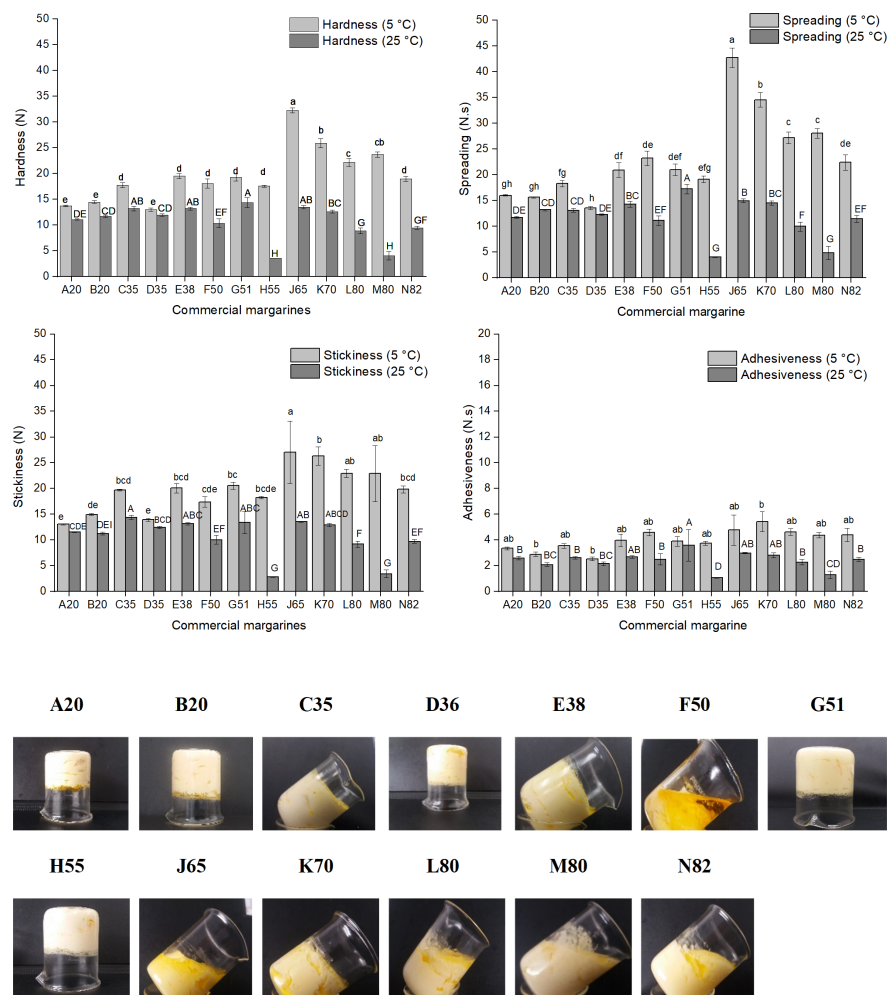 Hardness (5 °C)
Hardness (25 °C)
Hardness (N)
50
45
40
35
30
25
20
15
10
5
0
e DE e CD d AB h CD d AB d EF d A d H a AB b BC c G cb H d GF
A20 B20 C35 D35 E38 F50 G51 H55 J65 K70 L80 M80 N82
Commercial margarines
Spreading (5 °C)
Spreading (25 °C)
Spreading (N.s)
50
45
40
35
30
25
20
15
10
5
0
gh DE gh CD fg CD h DE df BC de EF def A efg G a B b BC c F c G de EF
A20 B20 C35 D35 E38 F50 G51 H55 J65 K70 L80 M80 N82
Commercial margarines
Stickiness (5 °C)
Stickiness (25 °C)
Stickiness (N)
50
45
40
35
30
25
20
15
10
5
0
e CDE de DEI bcd A e BCD bcd ABC cde EF bc ABC bcde G a AB b ABCD ab F ab G bcd EF
A20 B20 C35 D35 E38 F50 G51 H55 J65 K70 L80 M80 N82
Commercial margarines
Adhesiveness (5 °C)
Adhesiveness (25 °C)
Adhesiveness (N.s)
20
18
16
14
12
10
8
6
4
2
0
ab B b BC ab B b BC ab AB ab B ab A ab D ab AB b AB ab B ab CD ab B
A20 B20 C35 D35 E38 F50 G51 H55 J65 K70 L80 M80 N82
Commercial margarine
A20 B20 C35 D36 E38 F50 G51
H55 J65 K70 L80 M80 N82